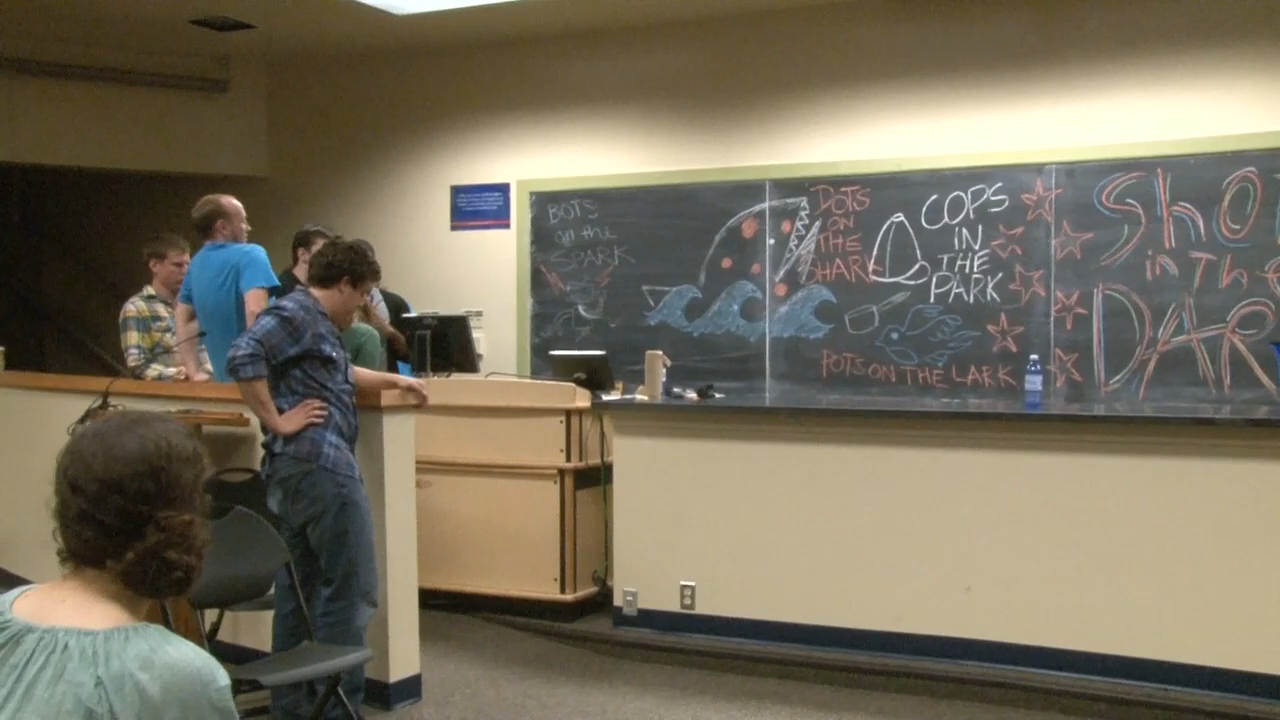 BOTS
on the
SPARK
DOTS
ON
THE
SHARK
COPS
IN
THE
PARK
POTS ON THE LARK
SHO
in THE
DAR